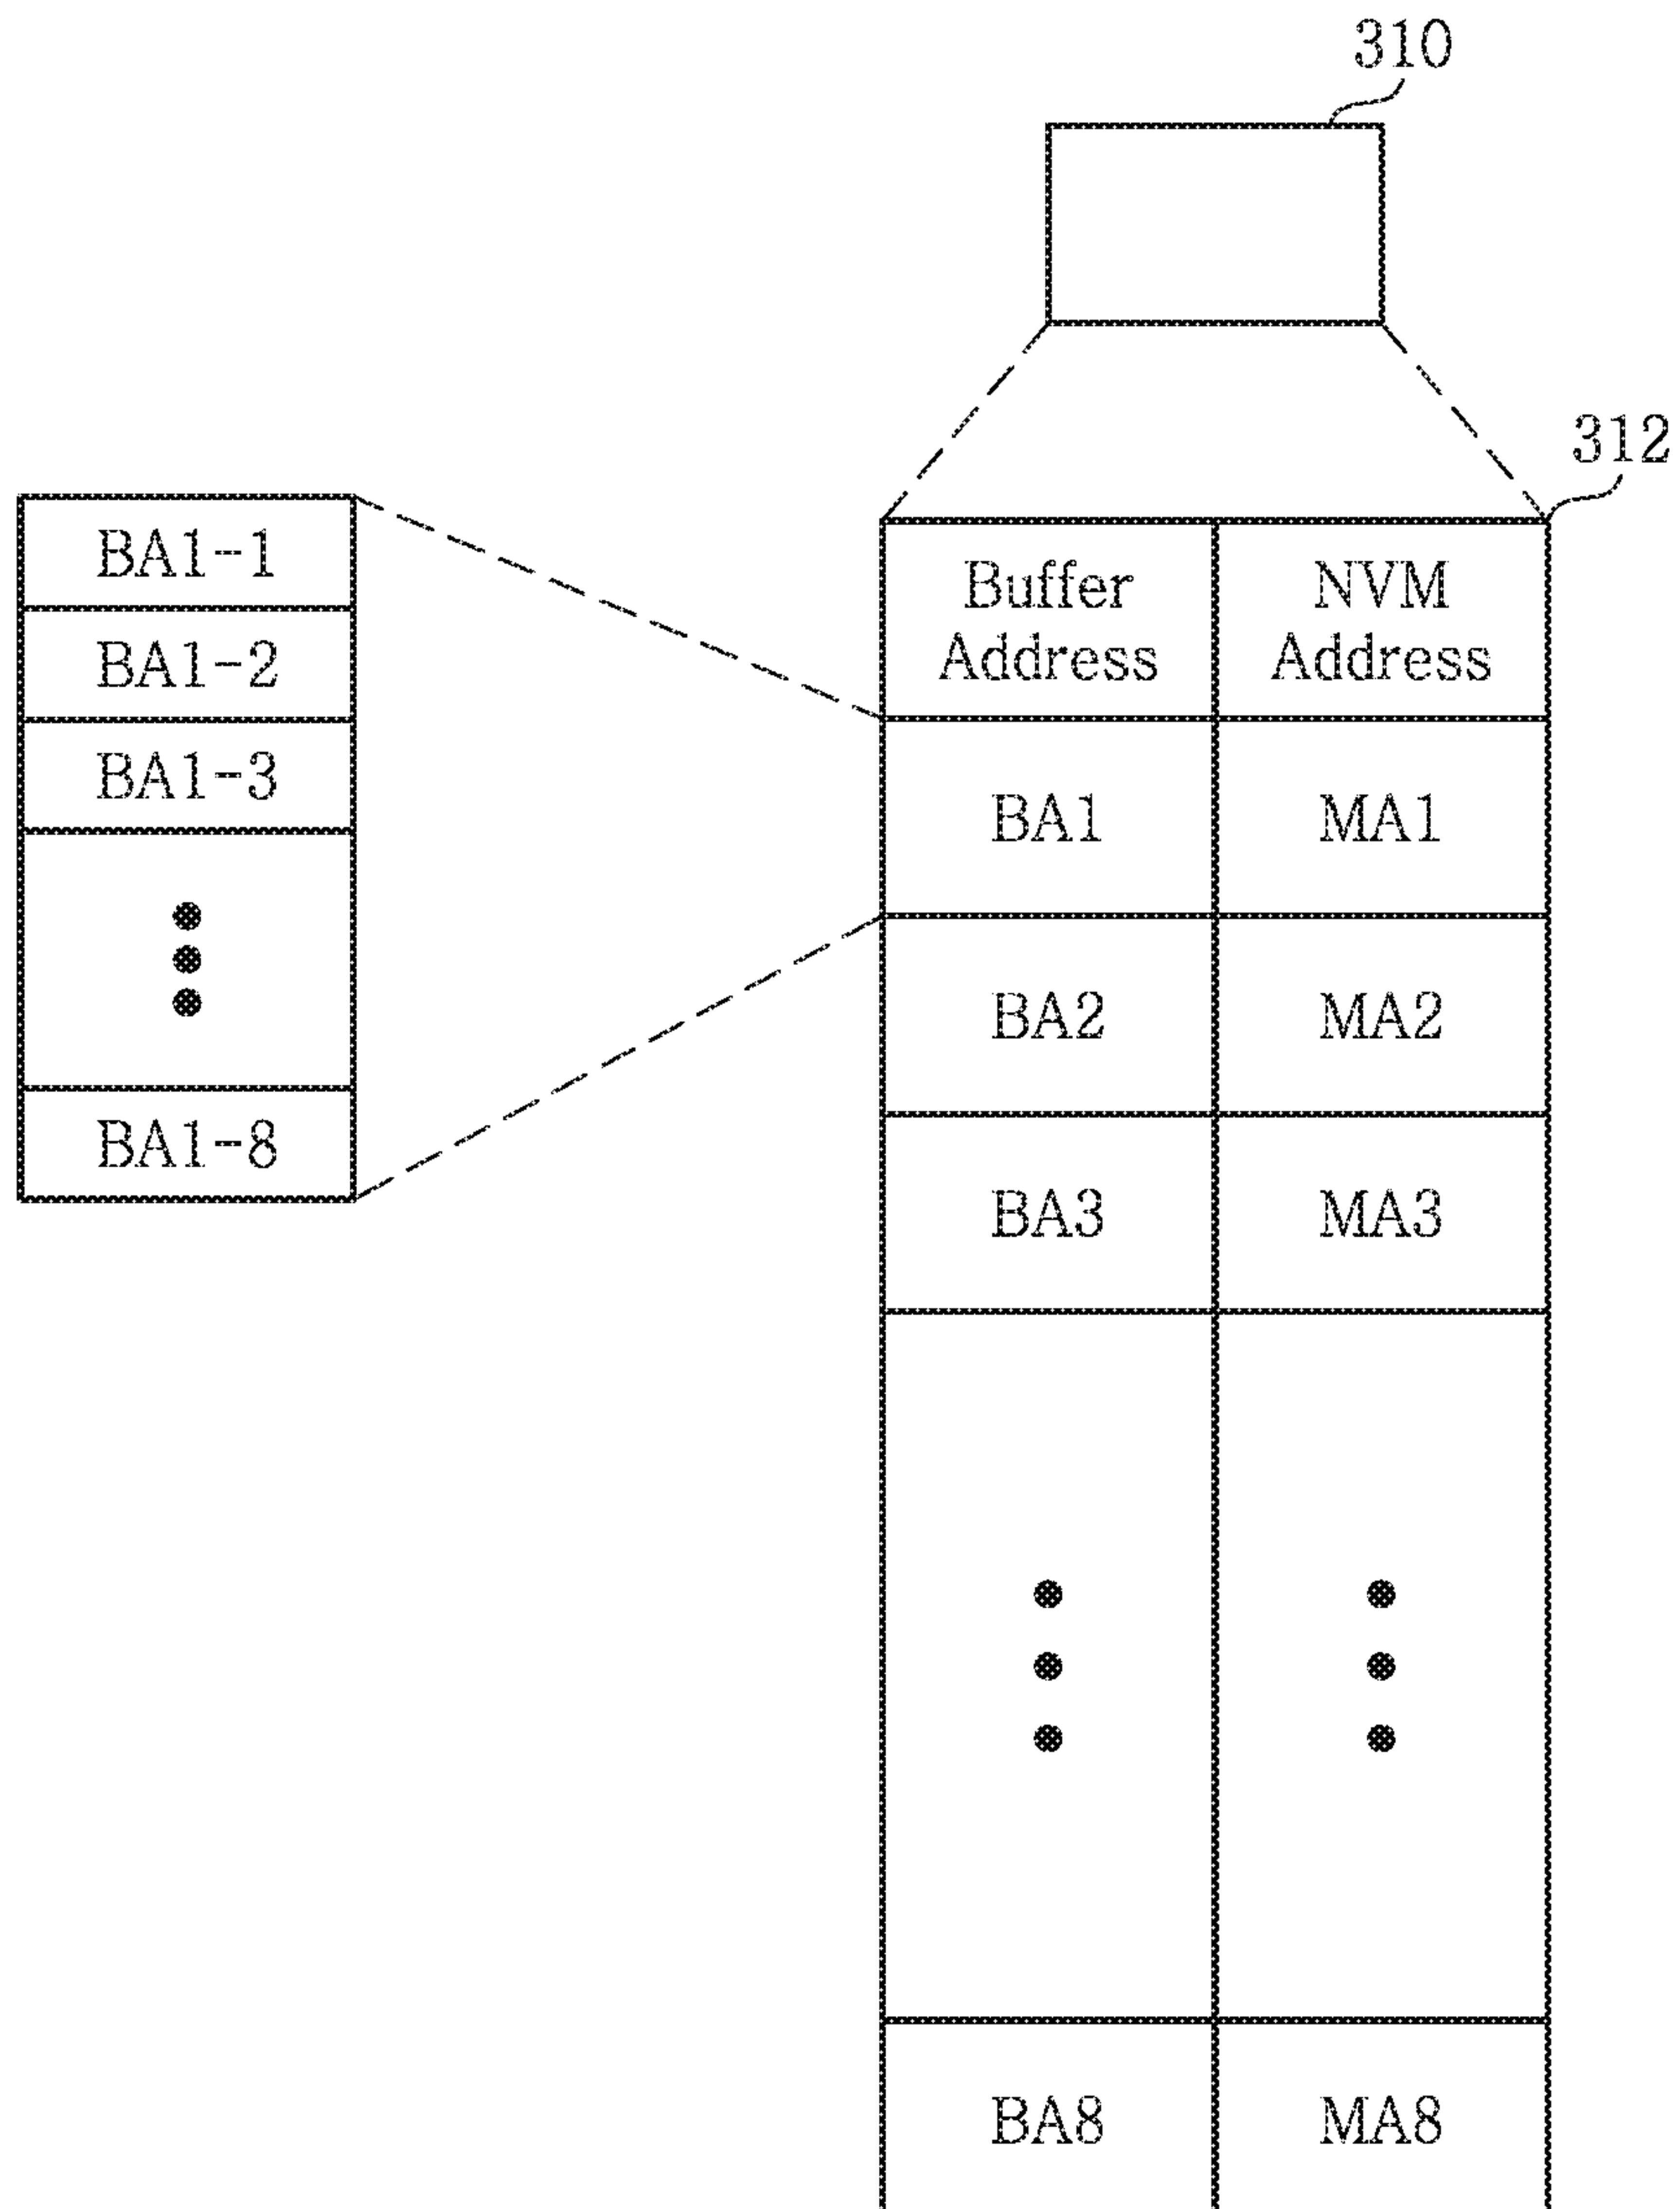 310
312
BA1-1
BA1-2
BA1-3
BA1-8
Buffer Address
NVM Address
BA1 MA1
BA2 MA2
BA3 MA3
BA8 MA8